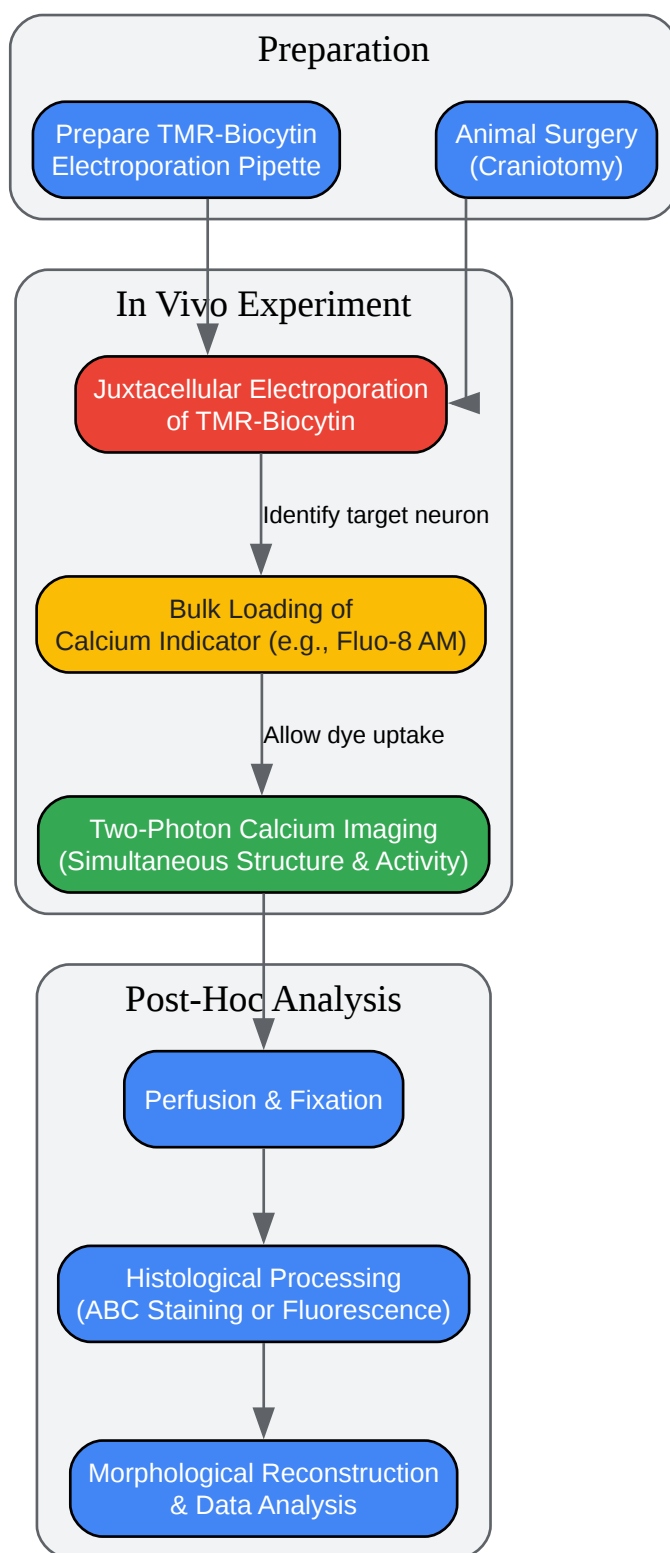 Preparation
Prepare TMR-Biocytin
Electroporation Pipette
Animal Surgery
(Craniotomy)
In Vivo Experiment
Juxtacellular Electroporation
of TMR-Biocytin
Identify target neuron
Bulk Loading of
Calcium Indicator (e.g., Fluo-8 AM)
Allow dye uptake
Two-Photon Calcium Imaging
(Simultaneous Structure & Activity)
Post-Hoc Analysis
Perfusion & Fixation
Histological Processing
(ABC Staining or Fluorescence)
Morphological Reconstruction
& Data Analysis